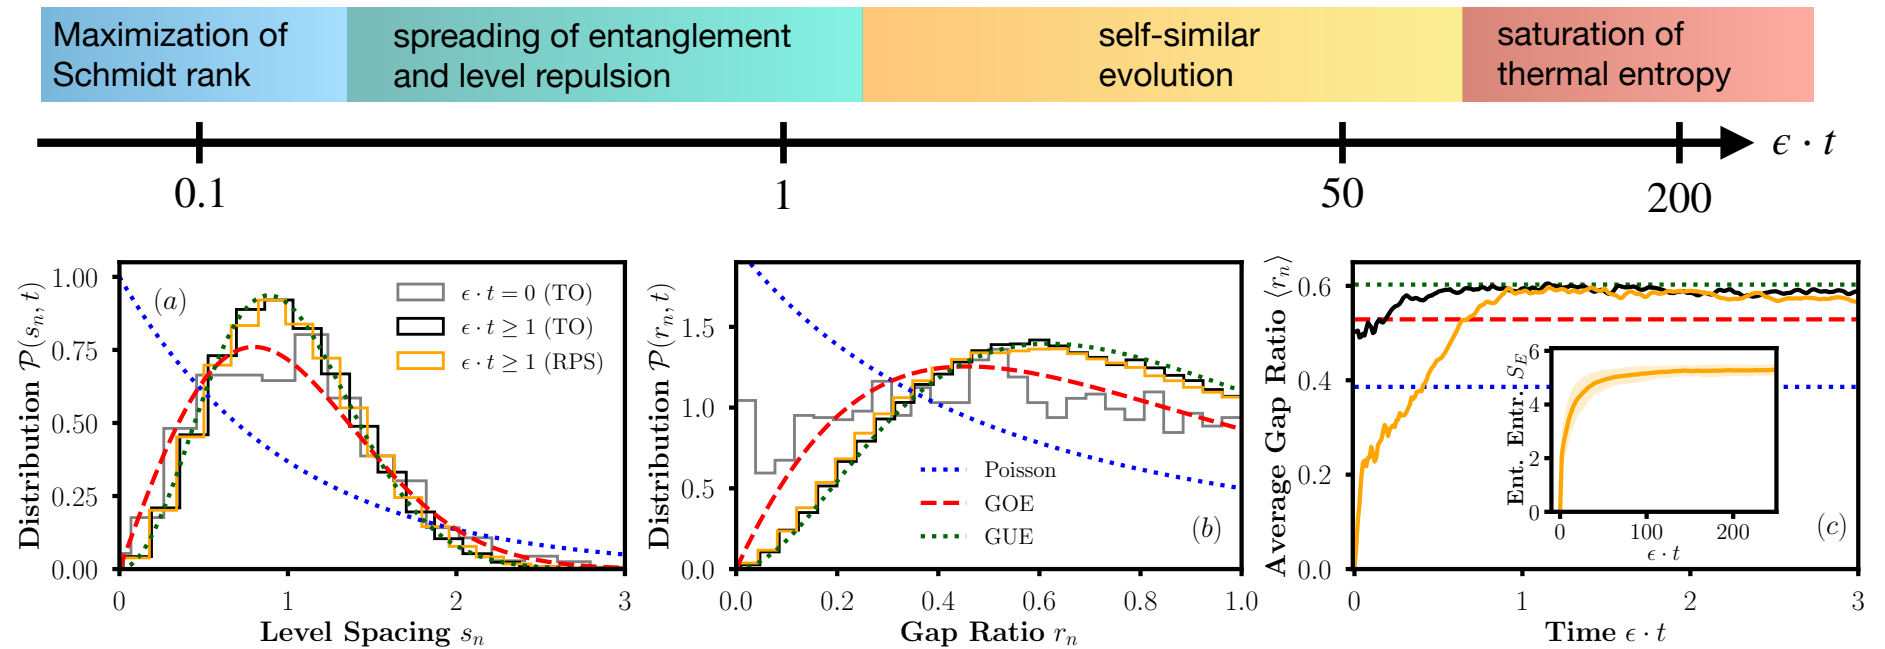 Maximization of
Schmidt rank
spreading of entanglement
and level repulsion
self-similar
evolution
saturation of
thermal entropy
ϵ · t
0.1
1
50
200
Distribution P(sₙ, t)
1.00
0.75
0.50
0.25
0.00
(a)
ϵ · t = 0 (TO)
ϵ · t ≥ 1 (TO)
ϵ · t ≥ 1 (RPS)
0
1
2
3
Level Spacing sₙ
Distribution P(rₙ, t)
1.5
1.0
0.5
0.0
Poisson
GOE
GUE
(b)
0.0
0.2
0.4
0.6
0.8
1.0
Gap Ratio rₙ
Average Gap Ratio ⟨rₙ⟩
0.6
0.4
0.2
0.0
Ent. Entr. S_E
6
4
2
0
0
100
200
ϵ · t
(c)
0
1
2
3
Time ϵ · t